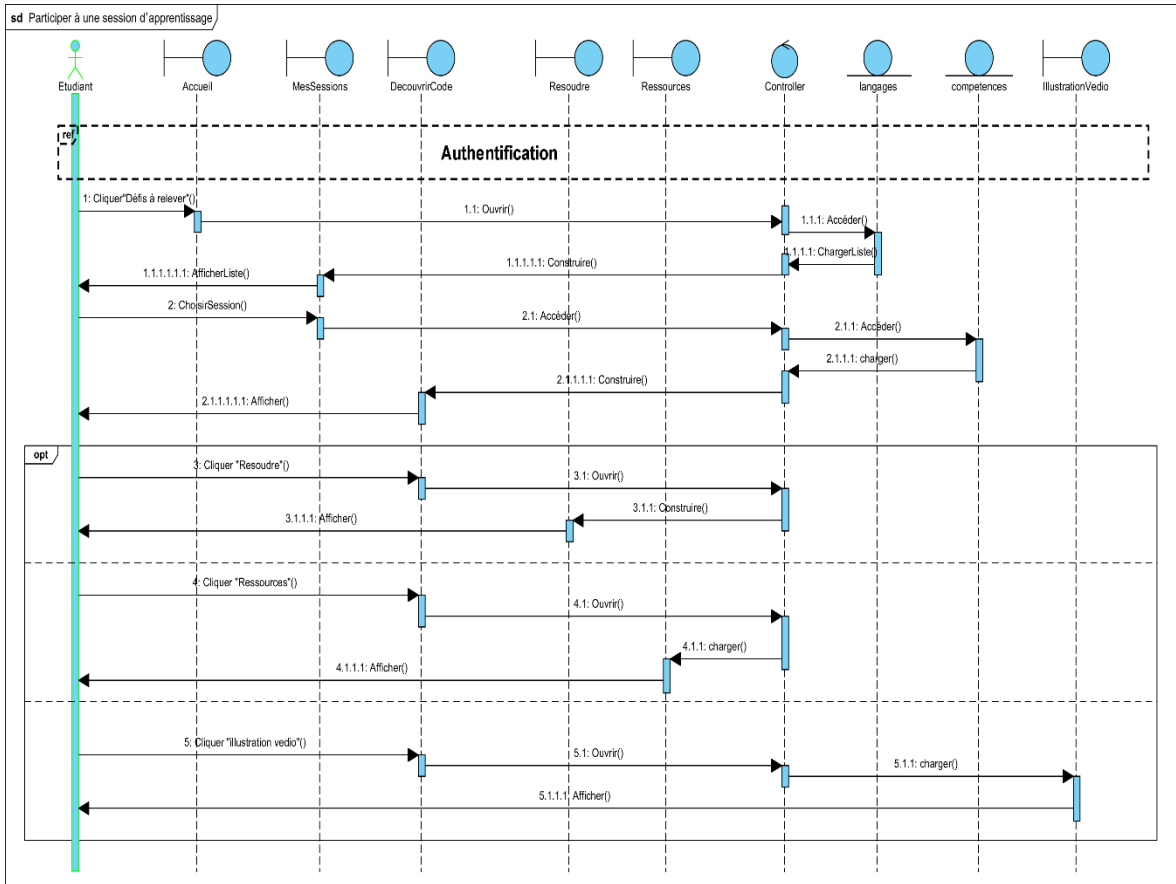 sd Participer à une session d'apprentissage
Etudiant Accueil MesSessions DecouvrirCode Resoudre Ressources Controller langages competences IllustrationVedio
ref
Authentification
1: Cliquer"Défis à relever"()
1.1: Ouvrir()
1.1.1: Accéder()
1.1.1.1: ChargerListe()
1.1.1.1.1: Construire()
1.1.1.1.1.1: AfficherListe()
2: ChoisirSession()
2.1: Accéder()
2.1.1: Accéder()
2.1.1.1: charger()
2.1.1.1.1: Construire()
2.1.1.1.1.1: Afficher()
opt
3: Cliquer "Resoudre"()
3.1: Ouvrir()
3.1.1: Construire()
3.1.1.1: Afficher()
4: Cliquer "Ressources"()
4.1: Ouvrir()
4.1.1: charger()
4.1.1.1: Afficher()
5: Cliquer "illustration vedio"()
5.1: Ouvrir()
5.1.1: charger()
5.1.1.1: Afficher()